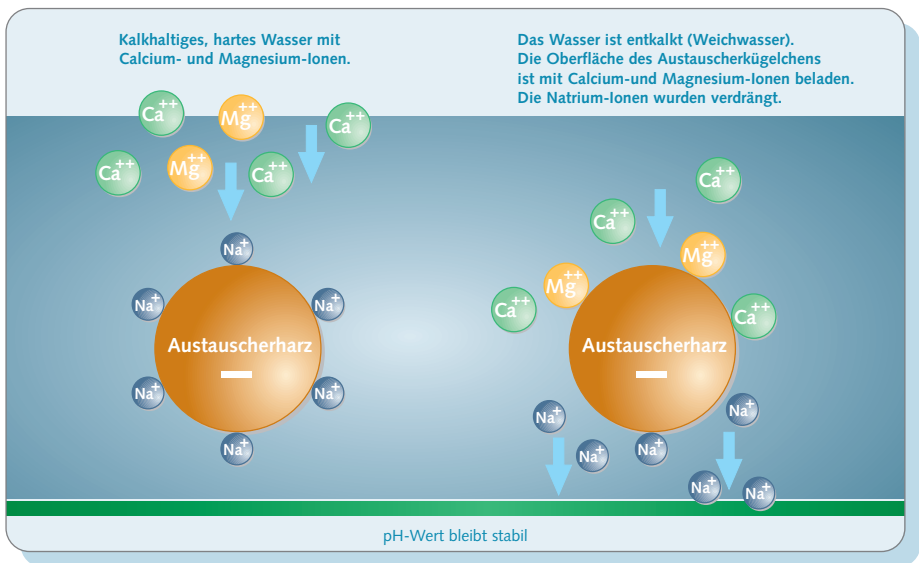 Kalkhaltiges, hartes Wasser mit
Calcium- und Magnesium-Ionen.
Das Wasser ist entkalkt (Weichwasser).
Die Oberfläche des Austauscherkügelchens
ist mit Calcium-und Magnesium-Ionen beladen.
Die Natrium-Ionen wurden verdrängt.
Ca++
Mg++
Ca++
Ca++
Mg++
Ca++
Na+
Na+
Na+
Austauscherharz
–
Na+
Na+
Na+
Ca++
Ca++
Mg++
Mg++
Ca++
Ca++
Austauscherharz
–
Na+
Na+
Na+
Na+
Na+
Na+
pH-Wert bleibt stabil